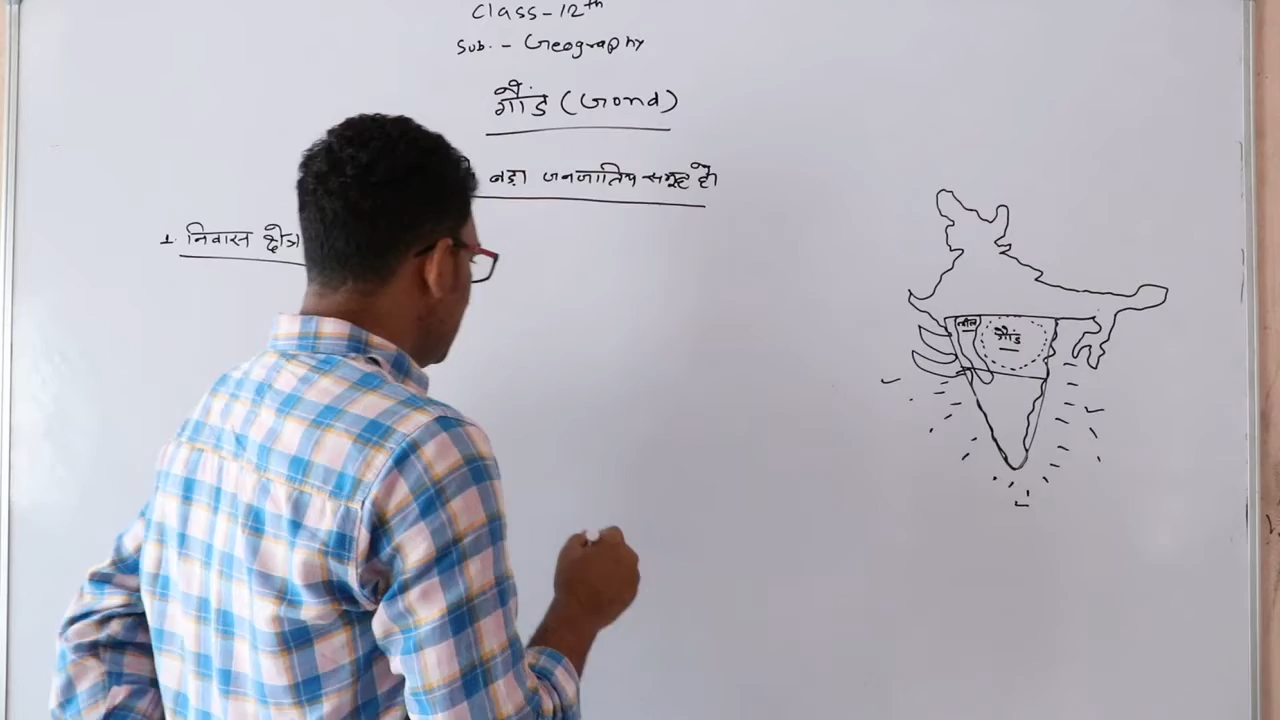 Class - 12th
Sub. - Geography
गौंड (Gond)
बड़ा जनजातिय समूह है।
1. निवास क्षेत्र
भील
गौंड